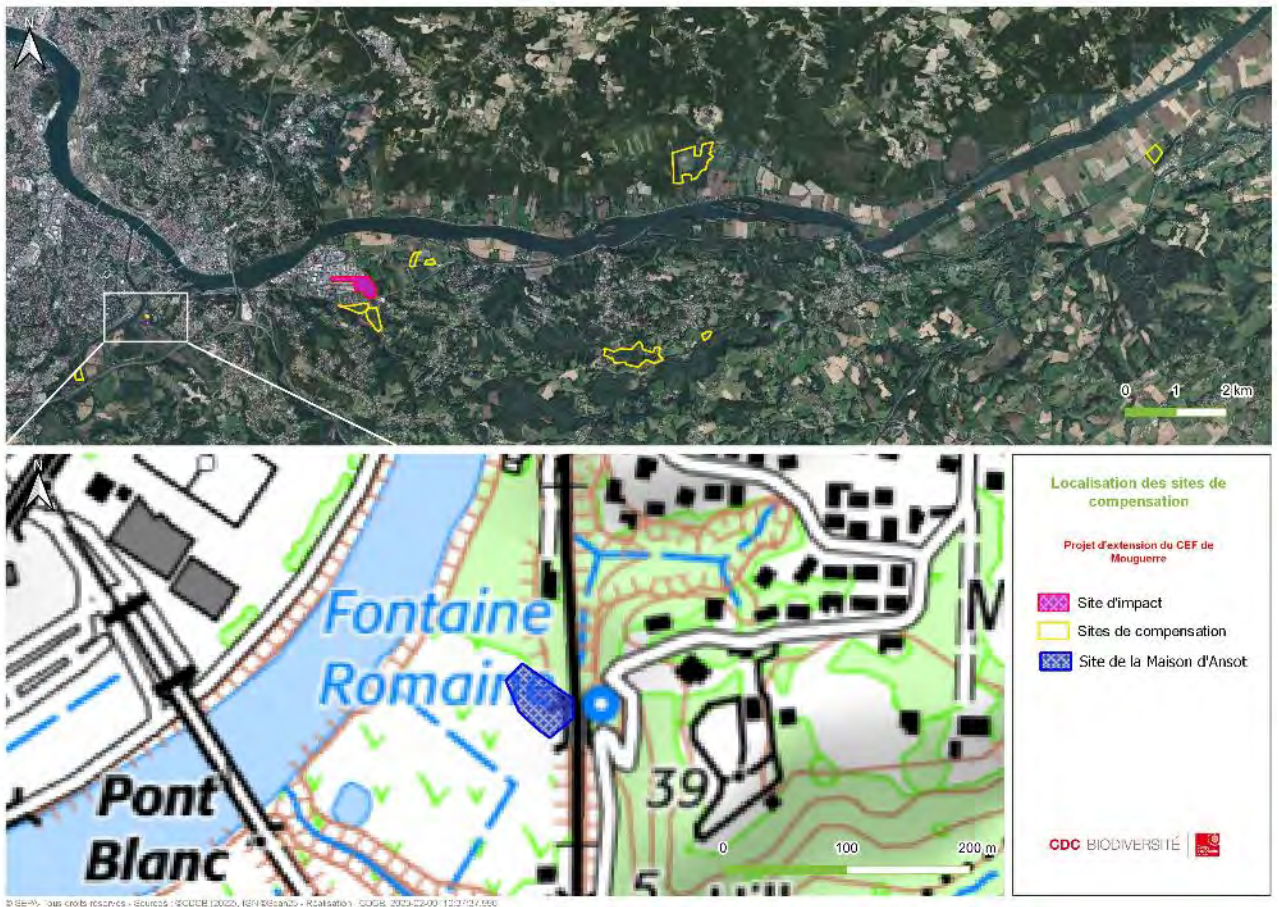 N
0 1 2 km
N
Fontaine
Romaine
Pont
Blanc
39
5
M
0 100 200 m
Localisation des sites de
compensation
Projet d'extension du CEF de
Mouguerre
Site d'impact
Sites de compensation
Site de la Maison d'Ansot
CDC BIODIVERSITÉ